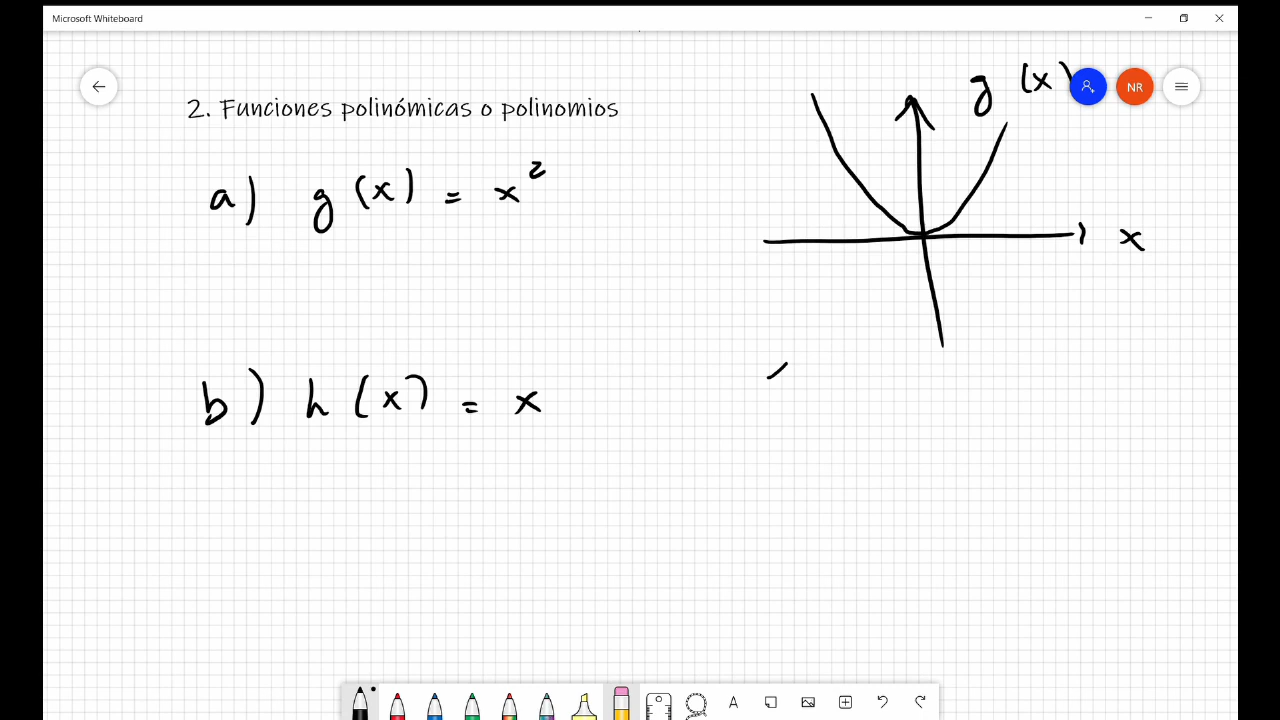 Microsoft Whiteboard
g (x)
NR
2. Funciones polinómicas o polinomios
a) g (x) = x²
x
b) h (x) = x
A